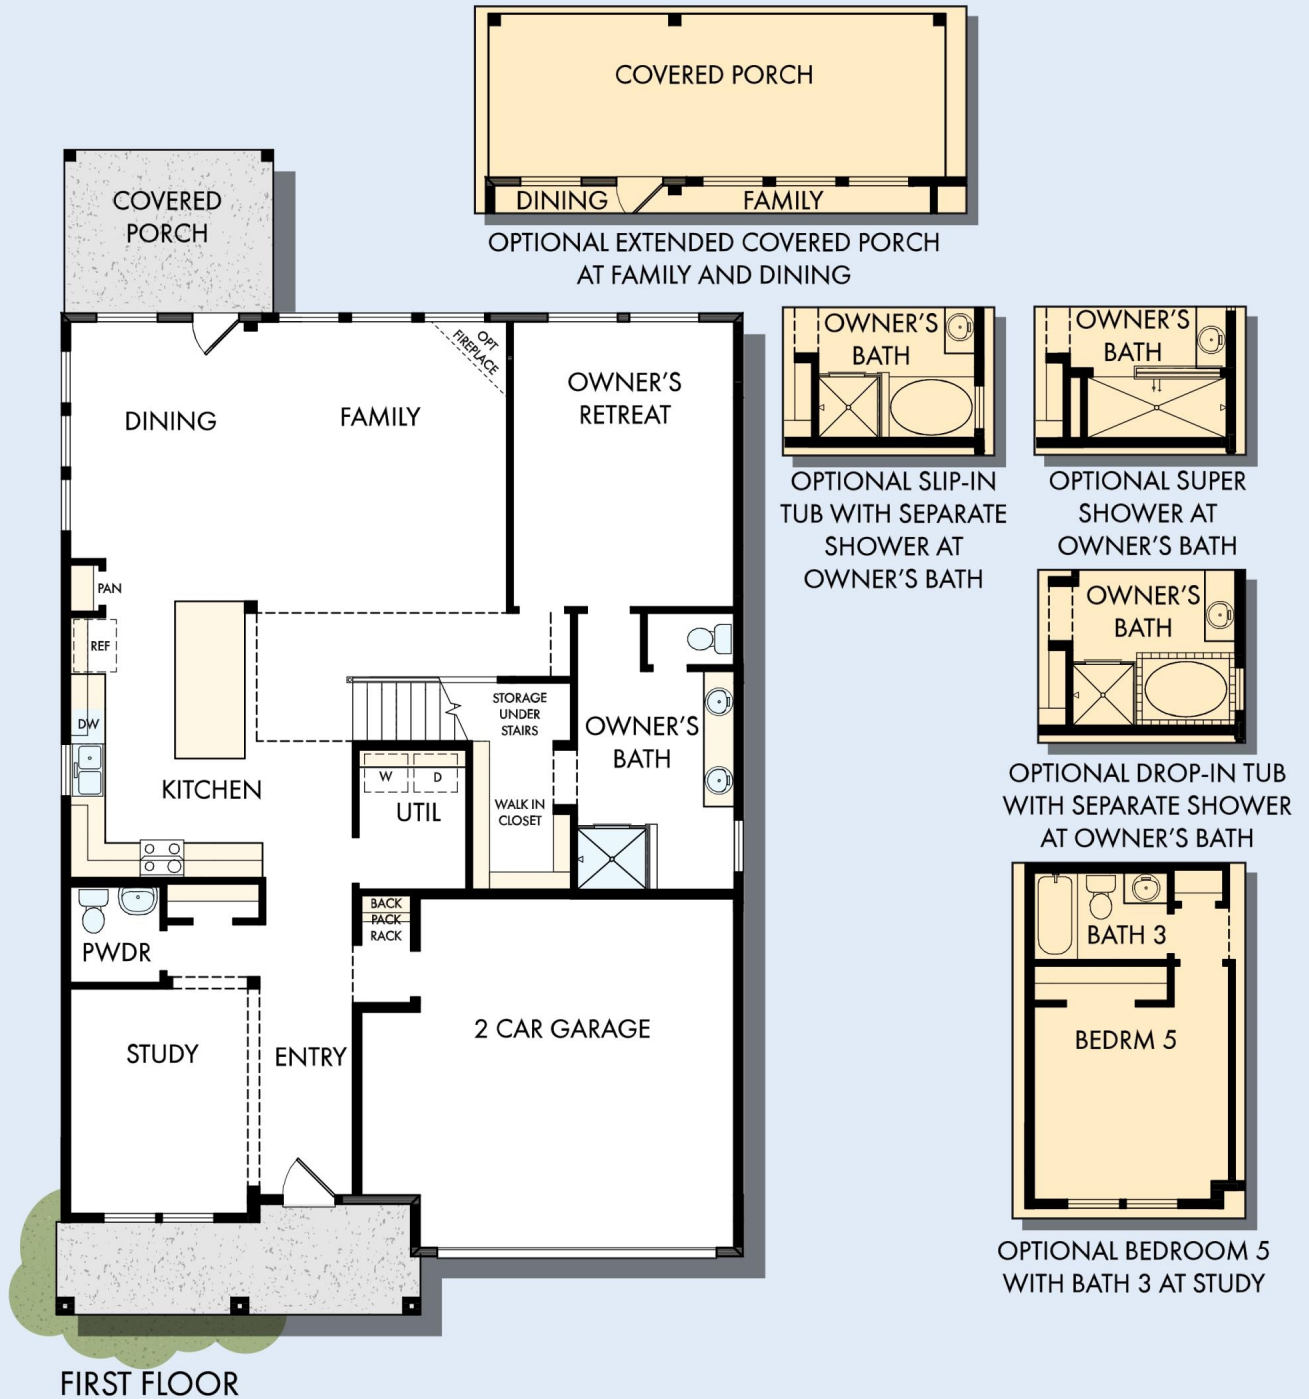 COVERED PORCH
DINING
FAMILY
OPTIONAL EXTENDED COVERED PORCH
AT FAMILY AND DINING
COVERED
PORCH
OPT
FIREPLACE
DINING
FAMILY
OWNER'S
RETREAT
PAN
REF
DW
KITCHEN
STORAGE
UNDER
STAIRS
OWNER'S
BATH
W
D
UTIL
WALK IN
CLOSET
BACK
PACK
RACK
PWDR
STUDY
ENTRY
2 CAR GARAGE
FIRST FLOOR
OWNER'S
BATH
OPTIONAL SLIP-IN
TUB WITH SEPARATE
SHOWER AT
OWNER'S BATH
OWNER'S
BATH
OPTIONAL SUPER
SHOWER AT
OWNER'S BATH
OWNER'S
BATH
OPTIONAL DROP-IN TUB
WITH SEPARATE SHOWER
AT OWNER'S BATH
BATH 3
BEDRM 5
OPTIONAL BEDROOM 5
WITH BATH 3 AT STUDY